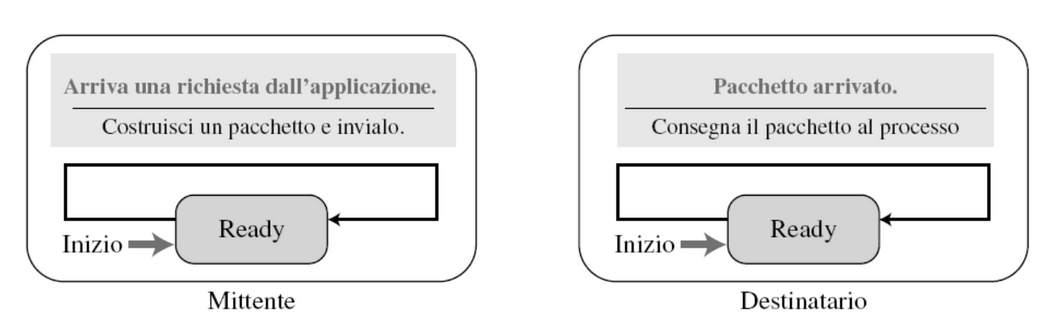 Arriva una richiesta dall'applicazione.
Costruisci un pacchetto e invialo.
Ready
Inizio
Mittente
Pacchetto arrivato.
Consegna il pacchetto al processo
Ready
Inizio
Destinatario